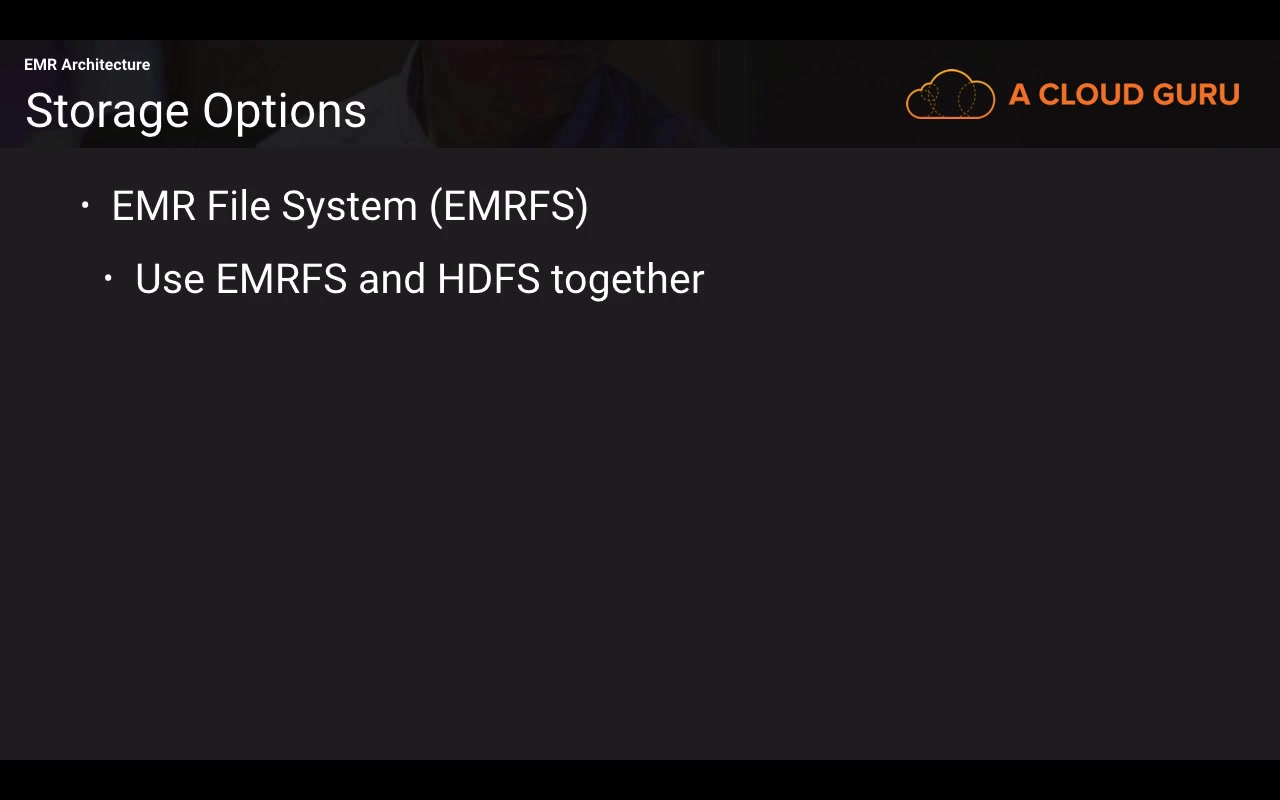 EMR Architecture
Storage Options
A CLOUD GURU
• EMR File System (EMRFS)
• Use EMRFS and HDFS together